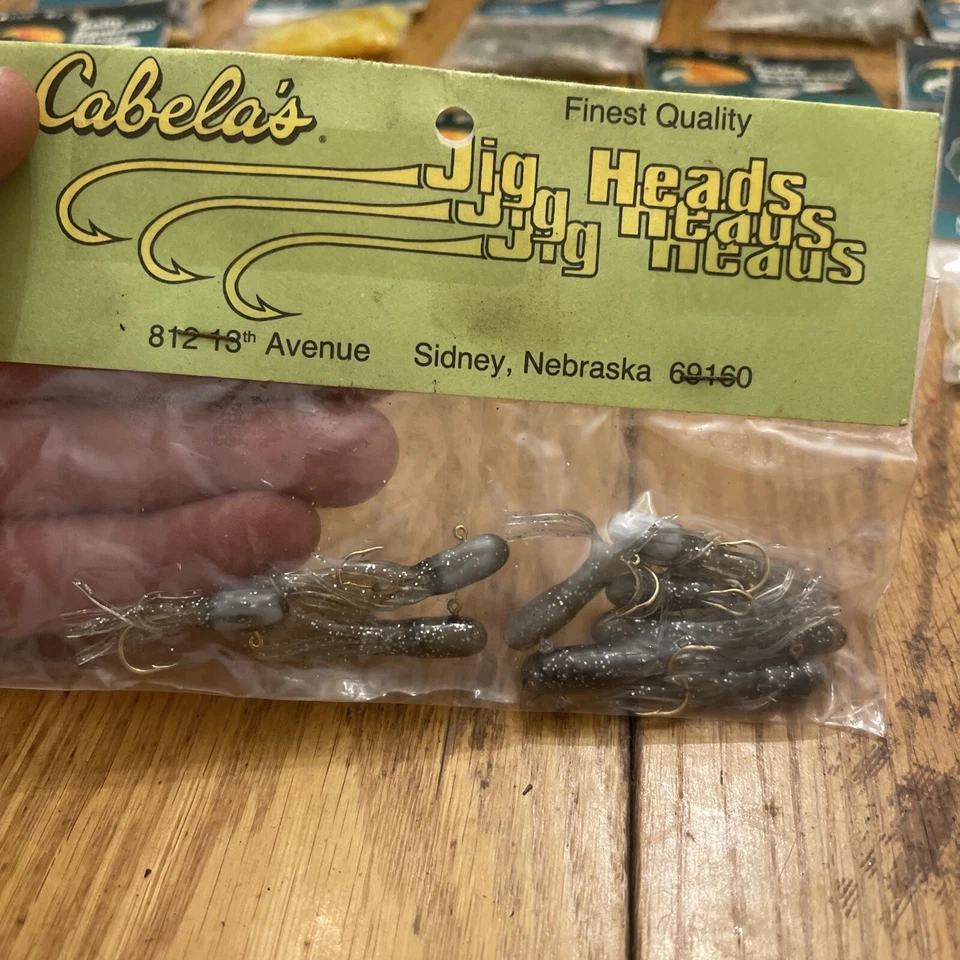 Cabela's®
Finest Quality
Jig Heads
Jig Heads
Jig Heads
812 13th Avenue Sidney, Nebraska 69160